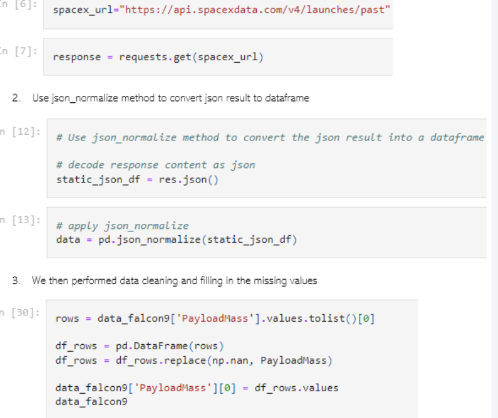 In [6]: spacex_url="https://api.spacexdata.com/v4/launches/past"
In [7]: response = requests.get(spacex_url)
2. Use json_normalize method to convert json result to dataframe
n [12]: # Use json_normalize method to convert the json result into a dataframe
# decode response content as json
static_json_df = res.json()
n [13]: # apply json_normalize
data = pd.json_normalize(static_json_df)
3. We then performed data cleaning and filling in the missing values
n [30]: rows = data_falcon9['PayloadMass'].values.tolist()[0]
df_rows = pd.DataFrame(rows)
df_rows = df_rows.replace(np.nan, PayloadMass)
data_falcon9['PayloadMass'][0] = df_rows.values
data_falcon9